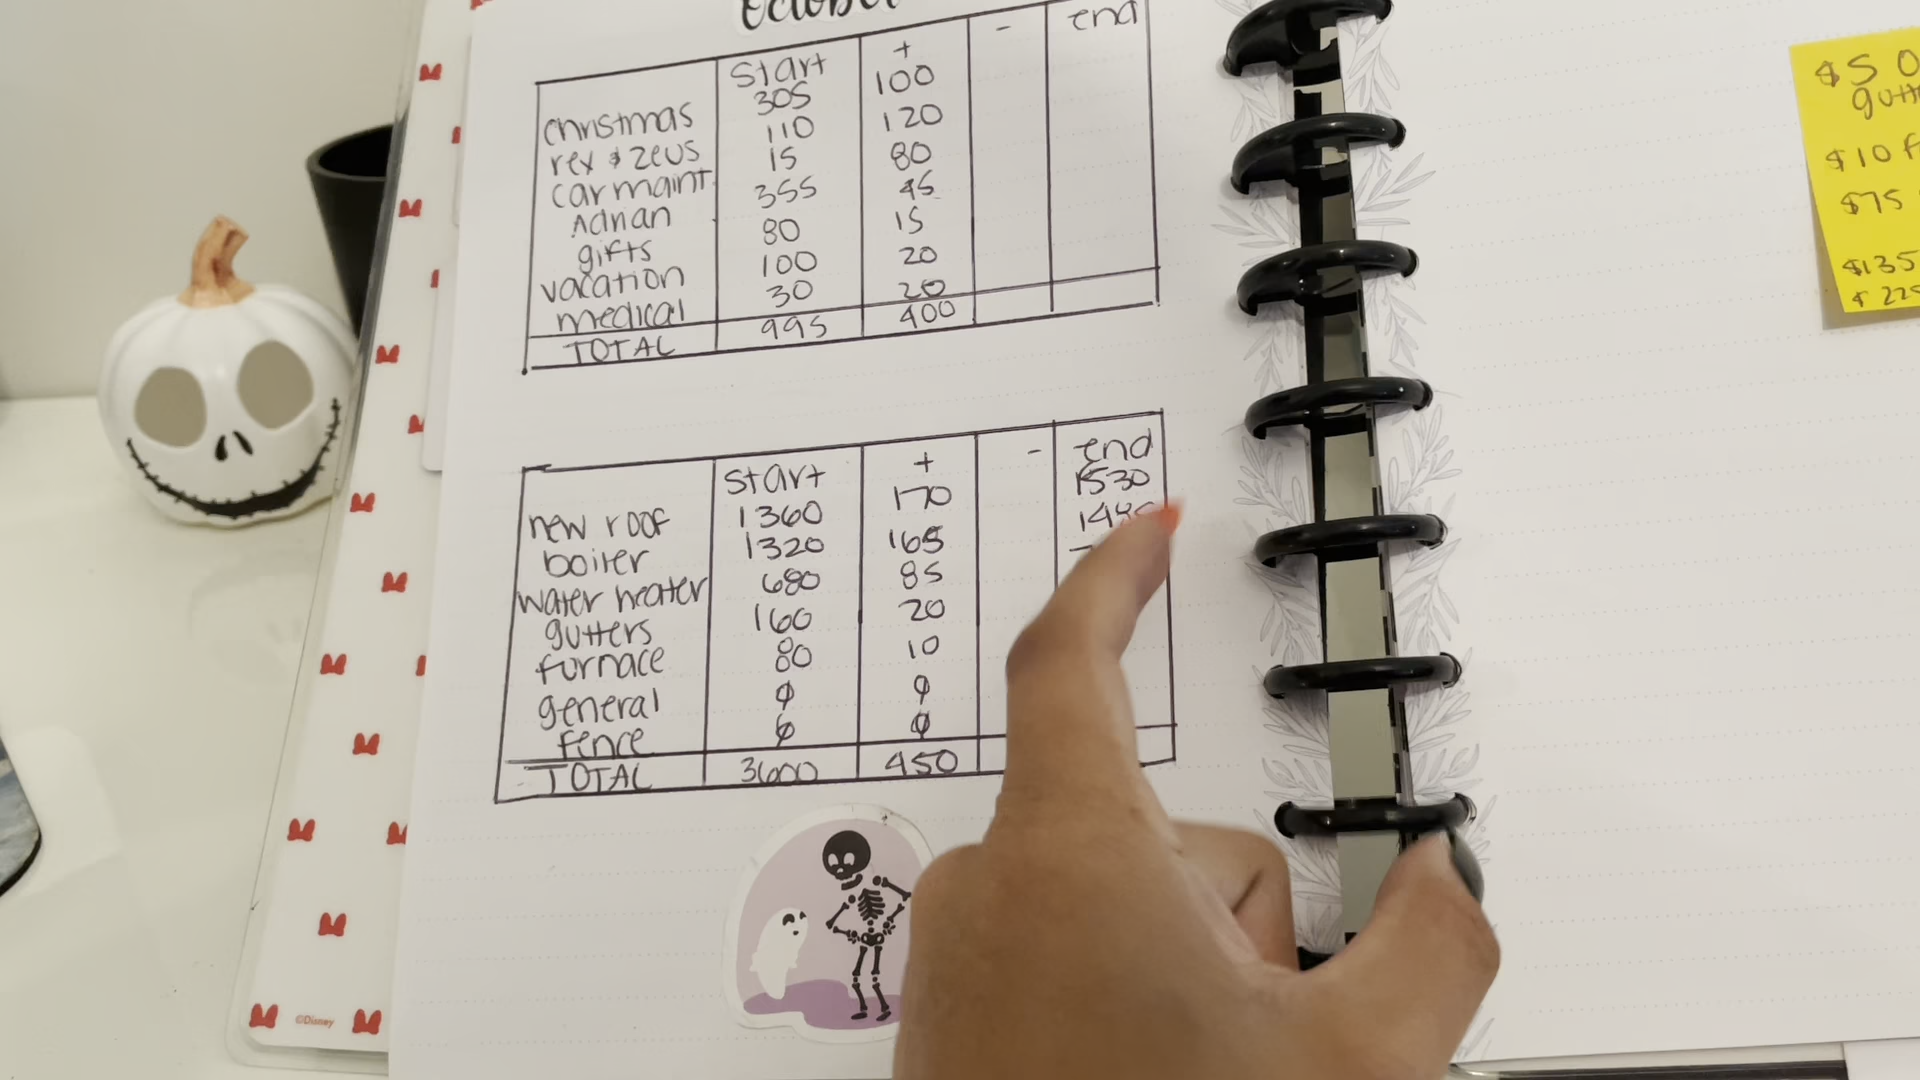 October
start + - end
christmas 305 100
rex & zeus 110 120
car maint 15 80
Adrian 355 45
gifts 80 15
vacation 100 20
medical 30 20
TOTAL 995 400
start + - end
new roof 1360 170 1530
boiler 1320 165
water heater 680 85
gutters 160 20
furnace 80 10
general 0 0
fence 0 0
TOTAL 3600 450
©Disney
$5
$10
$75
$135
$ 225